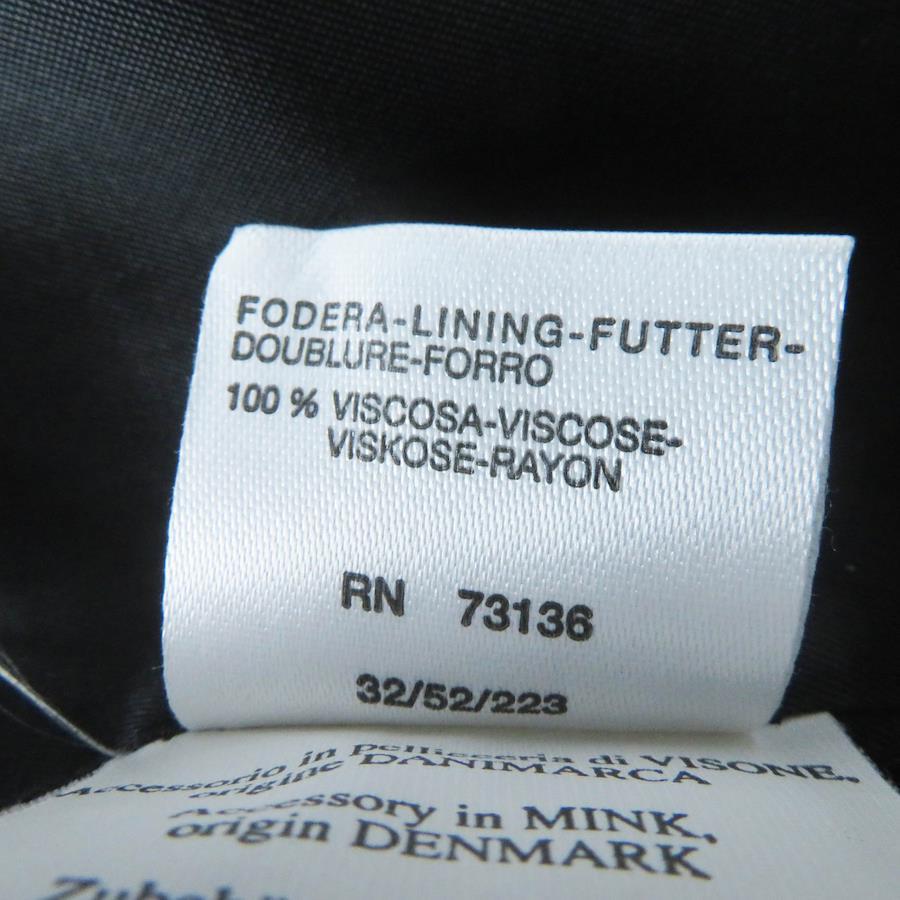 FODERA-LINING-FUTTER-
DOUBLURE-FORRO
100 % VISCOSA-VISCOSE-
VISKOSE-RAYON
RN 73136
32/52/223
Accessorio in pellicceria di VISONE,
origine DANIMARCA
Accessory in MINK,
origin DENMARK